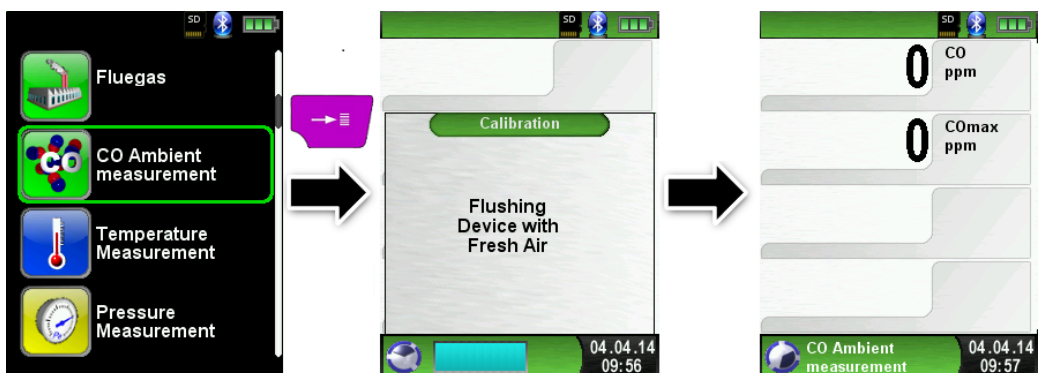 SD
Fluegas
CO
CO Ambient
measurement
Temperature
Measurement
Pressure
Measurement
SD
Calibration
Flushing
Device with
Fresh Air
04.04.14
09:56
SD
0 CO
ppm
0 COmax
ppm
CO Ambient
measurement
04.04.14
09:57